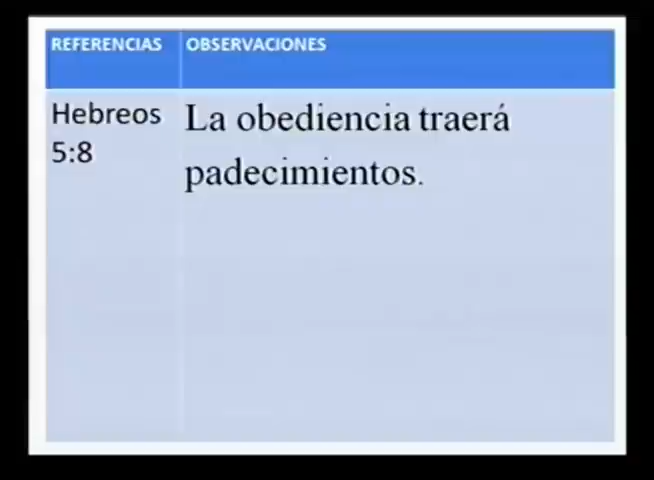 REFERENCIAS OBSERVACIONES
Hebreos La obediencia traerá
5:8 padecimientos.